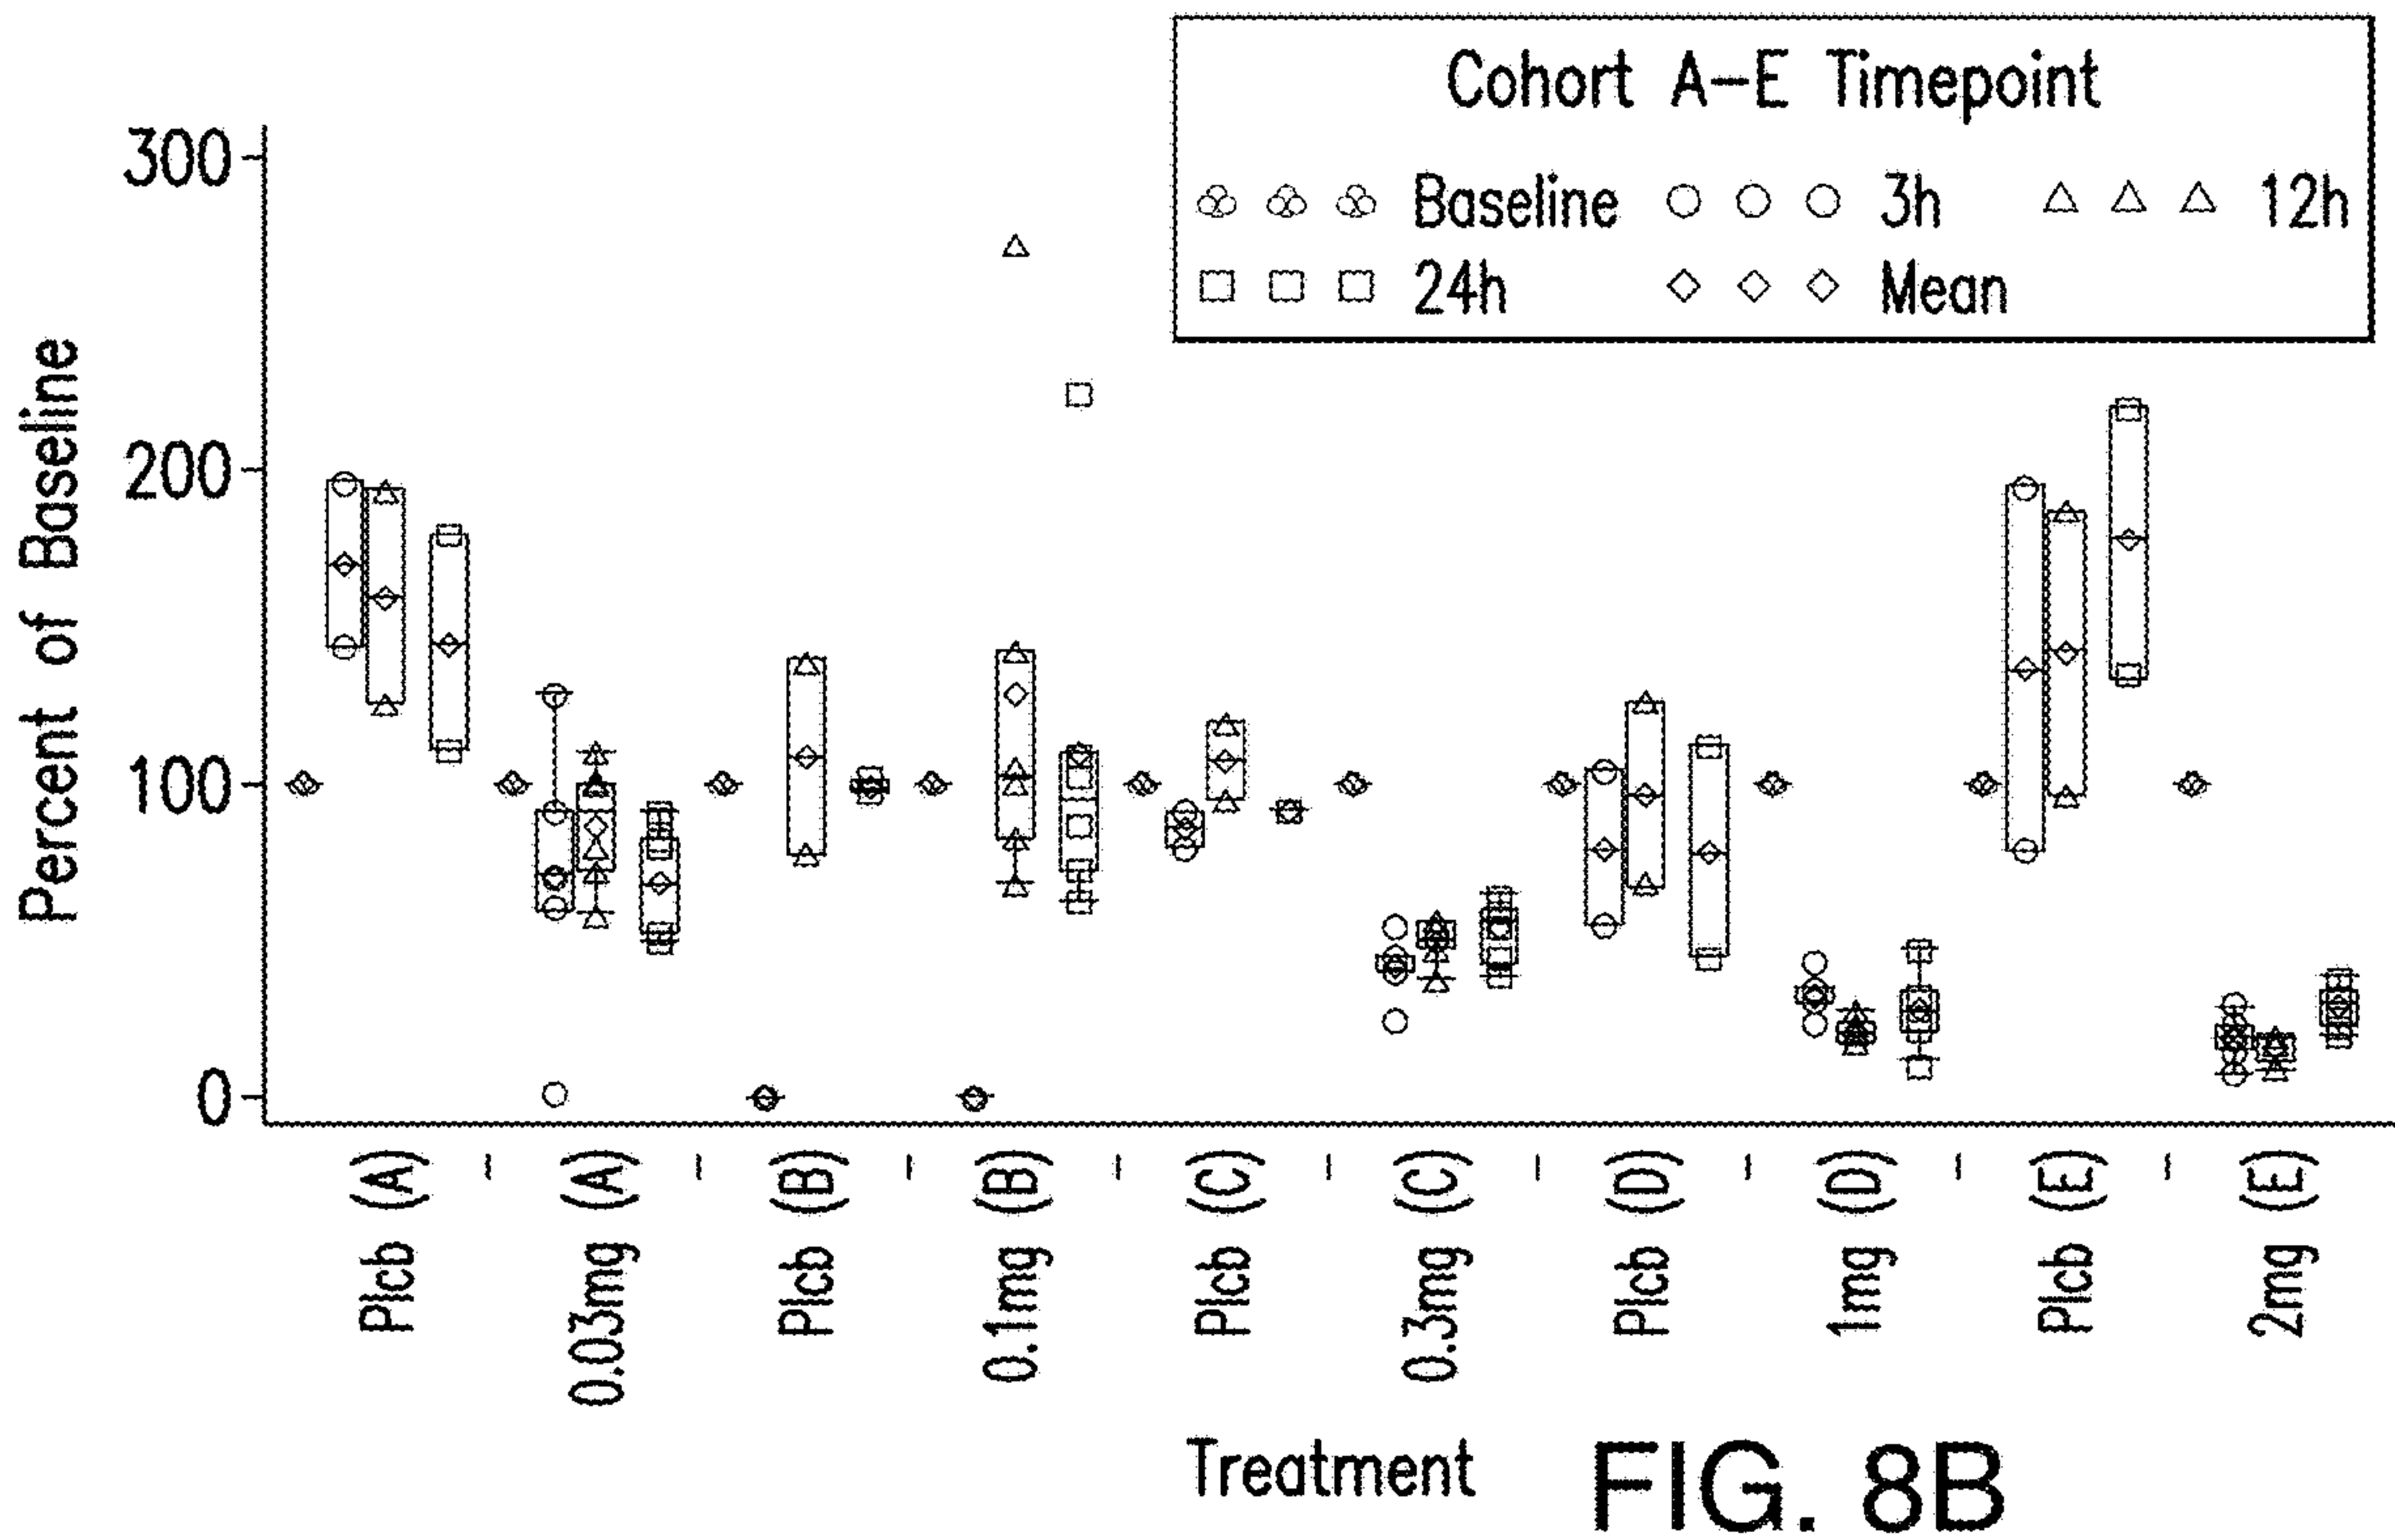 Cohort A-E Timepoint
Baseline 3h 12h
24h Mean
Percent of Baseline
300
200
100
0
Plcb (A)
0.03mg (A)
Plcb (B)
0.1mg (B)
Plcb (C)
0.3mg (C)
Plcb (D)
1mg (D)
Plcb (E)
2mg (E)
Treatment
FIG. 8B